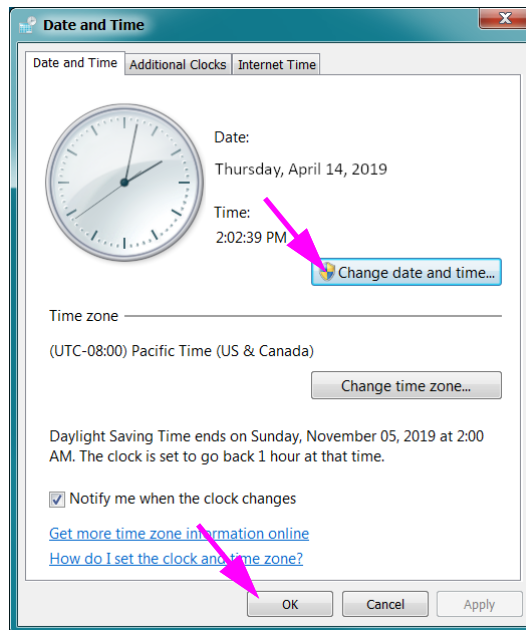 Date and Time
Date and Time Additional Clocks Internet Time
Date:
Thursday, April 14, 2019
Time:
2:02:39 PM
Change date and time...
Time zone
(UTC-08:00) Pacific Time (US & Canada)
Change time zone...
Daylight Saving Time ends on Sunday, November 05, 2019 at 2:00
AM. The clock is set to go back 1 hour at that time.
Notify me when the clock changes
Get more time zone information online
How do I set the clock and time zone?
OK Cancel Apply